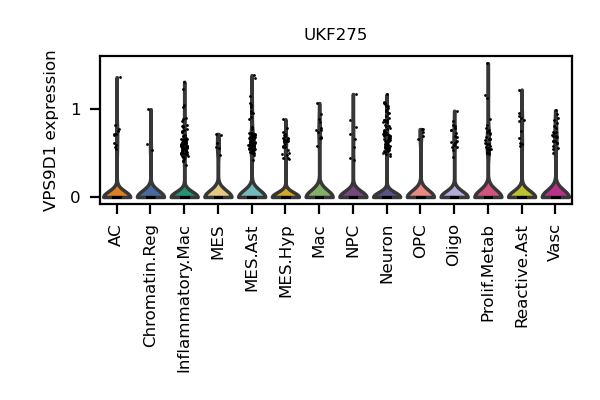 UKF275
VPS9D1 expression
1
0
AC
Chromatin.Reg
Inflammatory.Mac
MES
MES.Ast
MES.Hyp
Mac
NPC
Neuron
OPC
Oligo
Prolif.Metab
Reactive.Ast
Vasc